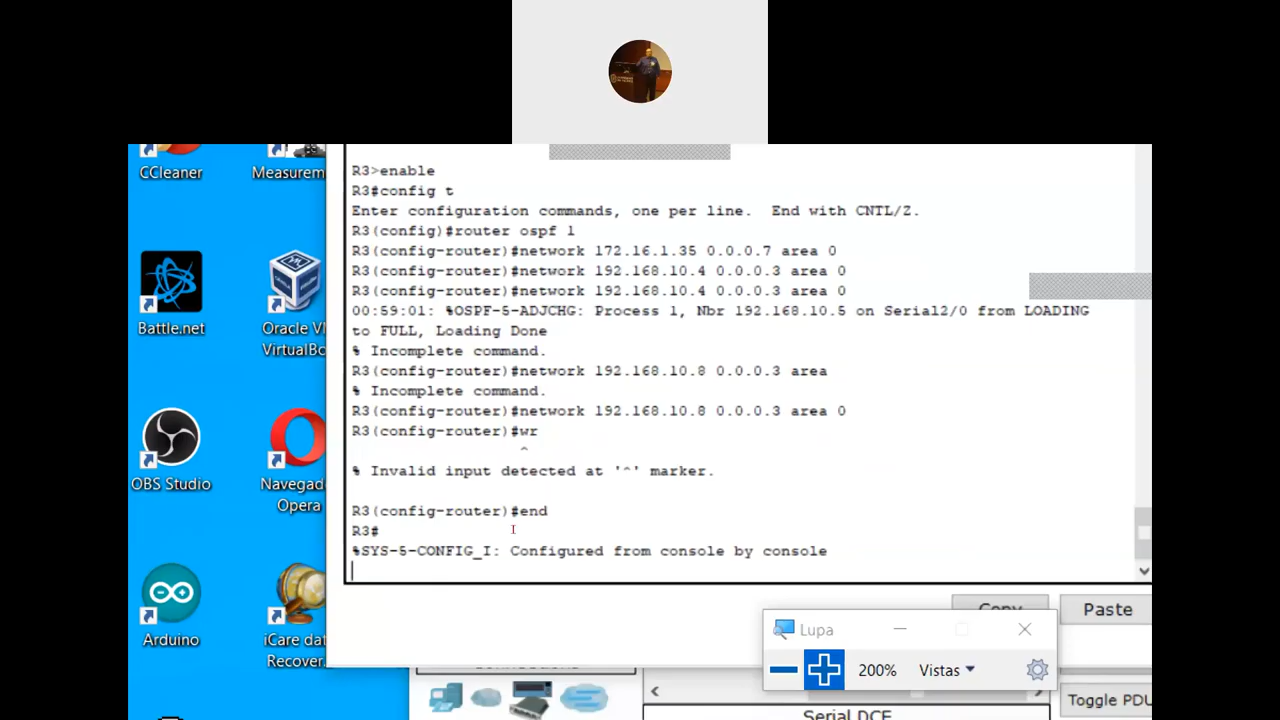 CCleaner
Measurem
Battle.net
Oracle VM
VirtualBo
OBS Studio
Navegad
Opera
Arduino
iCare dat
Recover
R3>enable
R3#config t
Enter configuration commands, one per line.  End with CNTL/Z.
R3(config)#router ospf 1
R3(config-router)#network 172.16.1.35 0.0.0.7 area 0
R3(config-router)#network 192.168.10.4 0.0.0.3 area 0
R3(config-router)#network 192.168.10.4 0.0.0.3 area 0
00:59:01: %OSPF-5-ADJCHG: Process 1, Nbr 192.168.10.5 on Serial2/0 from LOADING
to FULL, Loading Done
% Incomplete command.
R3(config-router)#network 192.168.10.8 0.0.0.3 area
% Incomplete command.
R3(config-router)#network 192.168.10.8 0.0.0.3 area 0
R3(config-router)#wr
^
% Invalid input detected at '^' marker.
R3(config-router)#end
R3#
%SYS-5-CONFIG_I: Configured from console by console
Copy
Paste
Lupa
200%
Vistas
Toggle PDU
Serial DCE